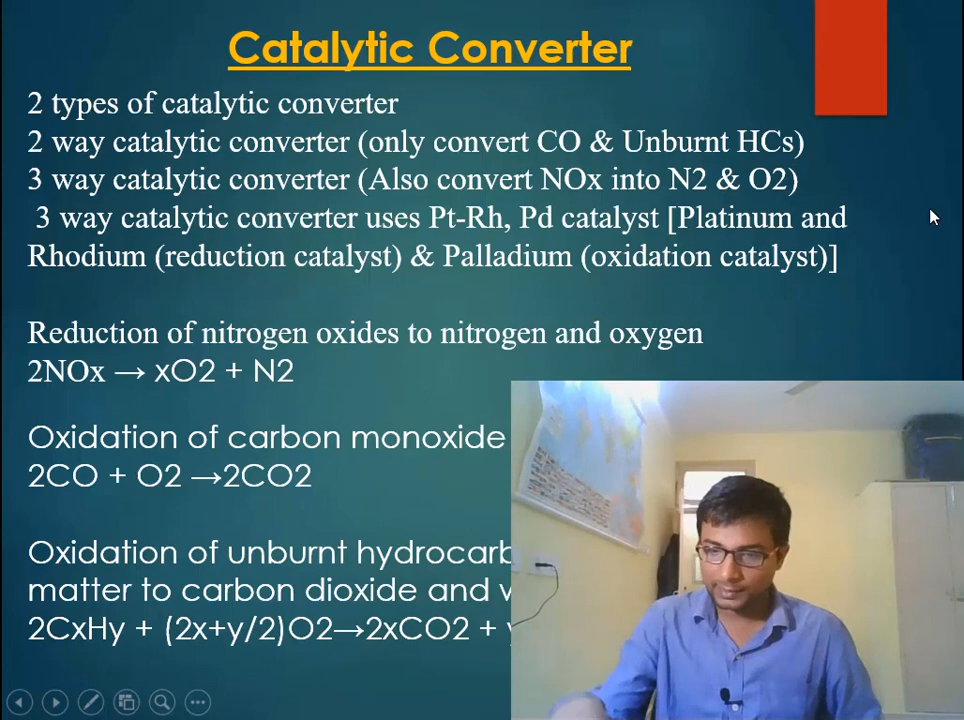 Catalytic Converter
2 types of catalytic converter
2 way catalytic converter (only convert CO & Unburnt HCs)
3 way catalytic converter (Also convert NOx into N2 & O2)
3 way catalytic converter uses Pt-Rh, Pd catalyst [Platinum and
Rhodium (reduction catalyst) & Palladium (oxidation catalyst)]
Reduction of nitrogen oxides to nitrogen and oxygen
2NOx → xO2 + N2
Oxidation of carbon monoxide
2CO + O2 →2CO2
Oxidation of unburnt hydrocarb
matter to carbon dioxide and
2CxHy + (2x+y/2)O2→2xCO2 +